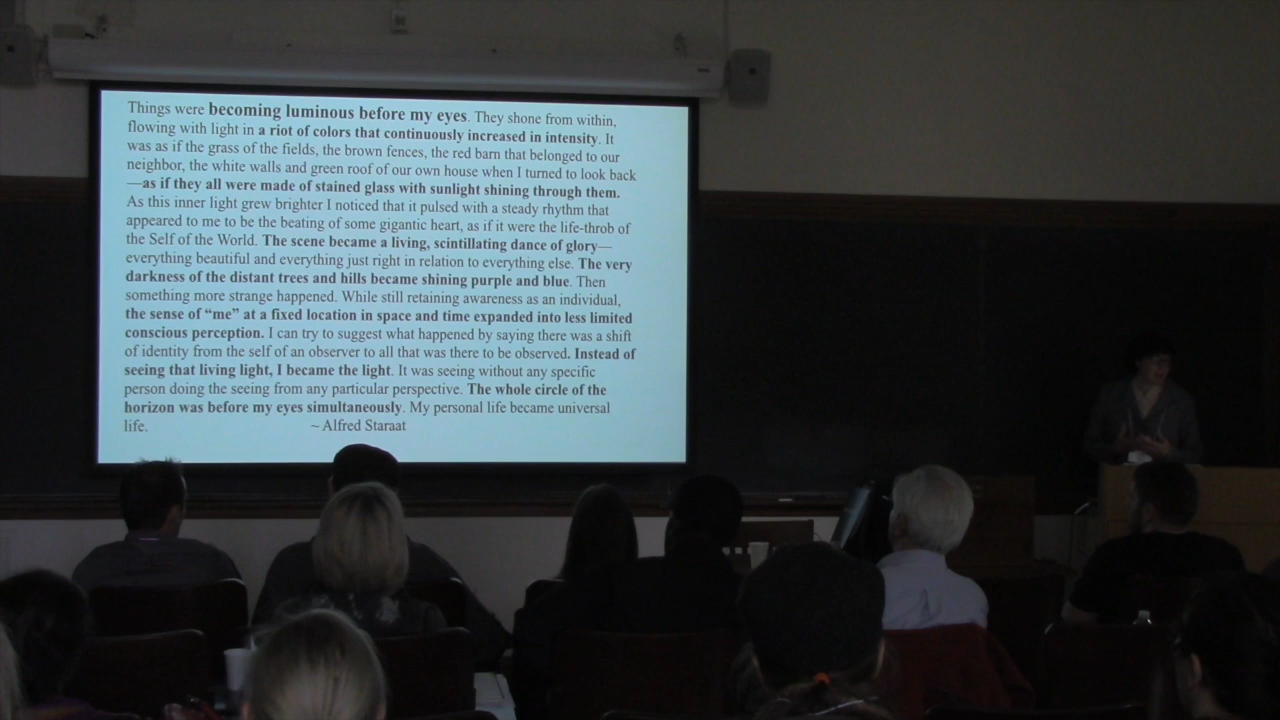 Things were becoming luminous before my eyes. They shone from within,
flowing with light in a riot of colors that continuously increased in intensity. It
was as if the grass of the fields, the brown fences, the red barn that belonged to our
neighbor, the white walls and green roof of our own house when I turned to look back
—as if they all were made of stained glass with sunlight shining through them.
As this inner light grew brighter I noticed that it pulsed with a steady rhythm that
appeared to me to be the beating of some gigantic heart, as if it were the life-throb of
the Self of the World. The scene became a living, scintillating dance of glory—
everything beautiful and everything just right in relation to everything else. The very
darkness of the distant trees and hills became shining purple and blue. Then
something more strange happened. While still retaining awareness as an individual,
the sense of “me” at a fixed location in space and time expanded into less limited
conscious perception. I can try to suggest what happened by saying there was a shift
of identity from the self of an observer to all that was there to be observed. Instead of
seeing that living light, I became the light. It was seeing without any specific
person doing the seeing from any particular perspective. The whole circle of the
horizon was before my eyes simultaneously. My personal life became universal
life. ~ Alfred Staraat